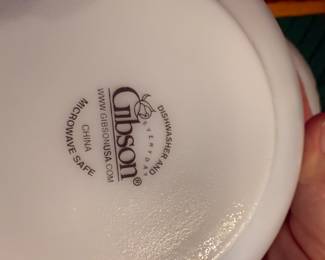 DISHWASHER AND
Gibson®
EVERYDAY
WWW.GIBSONUSA.COM
CHINA
MICROWAVE SAFE